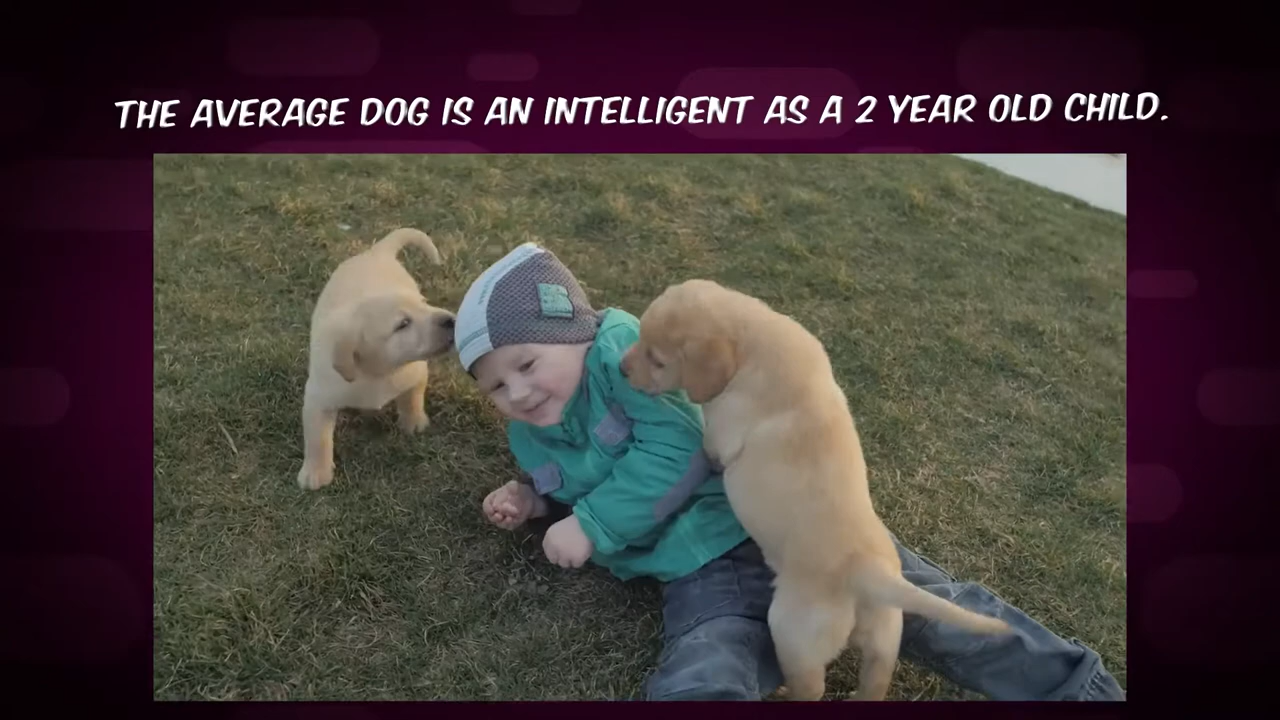 THE AVERAGE DOG IS AN INTELLIGENT AS A 2 YEAR OLD CHILD.